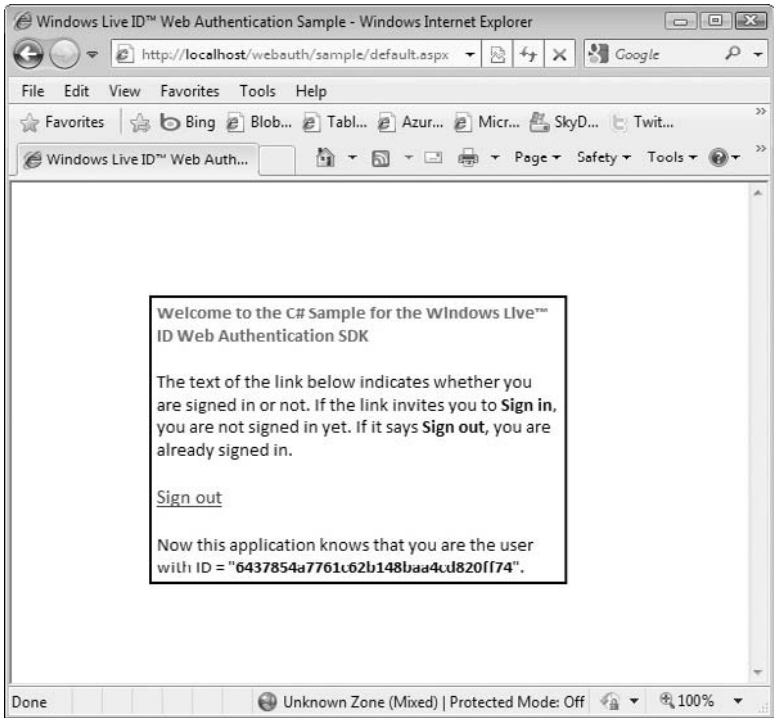 Windows Live ID™ Web Authentication Sample - Windows Internet Explorer
http://localhost/webauth/sample/default.aspx
Google
File Edit View Favorites Tools Help
Favorites Bing Blob... Tabl... Azur... Micr... SkyD... Twit... »
Windows Live ID™ Web Auth... Page Safety Tools »
Welcome to the C# Sample for the Windows Live™
ID Web Authentication SDK
The text of the link below indicates whether you
are signed in or not. If the link invites you to Sign in,
you are not signed in yet. If it says Sign out, you are
already signed in.
Sign out
Now this application knows that you are the user
with ID = "6437854a7761c62b148baa4cd820ff74".
Done Unknown Zone (Mixed) | Protected Mode: Off 100%